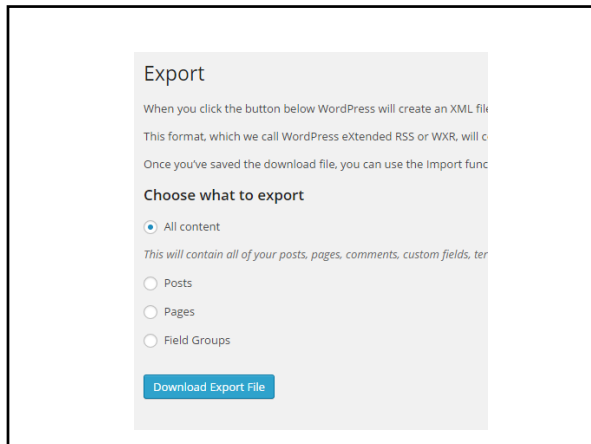 Export
When you click the button below WordPress will create an XML file
This format, which we call WordPress eXtended RSS or WXR, will
Once you've saved the download file, you can use the Import
Choose what to export
All content
This will contain all of your posts, pages, comments, custom fields,
Posts
Pages
Field Groups
Download Export File